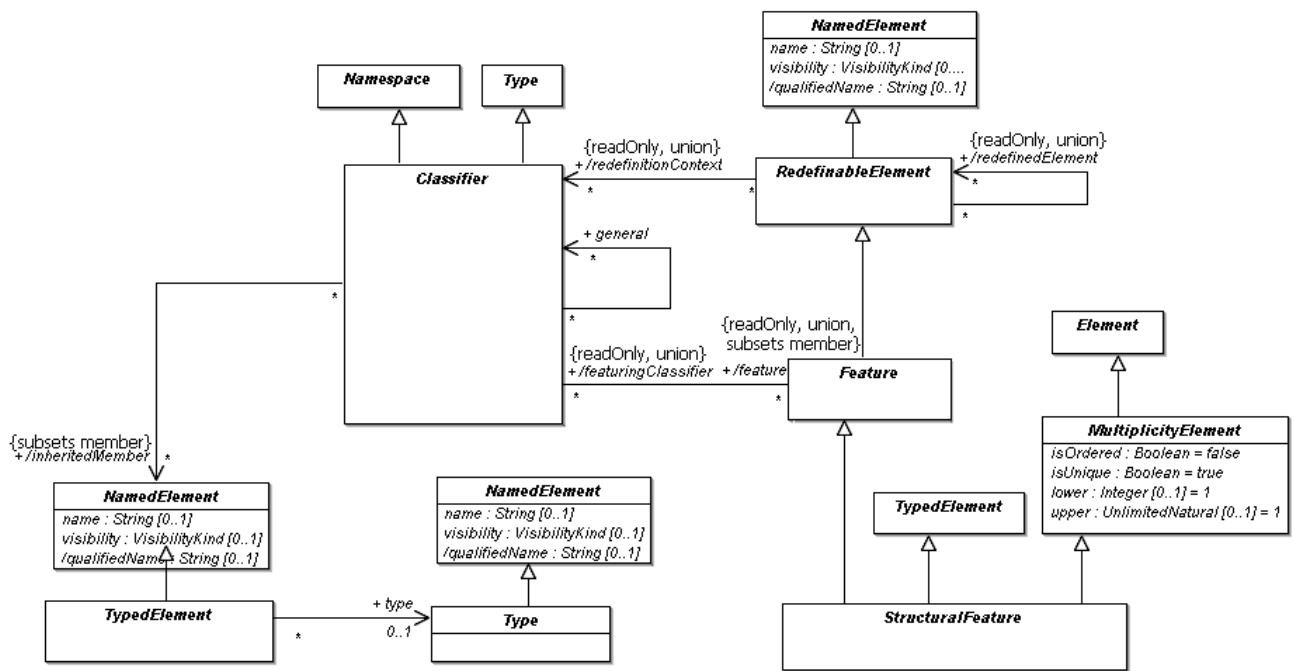 NamedElement
name : String [0..1]
visibility : VisibilityKind [0....
/qualifiedName : String [0..1]
Namespace
Type
{readOnly, union}
+/redefinitionContext
*
*
Classifier
RedefinableElement
{readOnly, union}
+/redefinedElement
*
*
+ general
*
*
*
{readOnly, union,
subsets member}
{readOnly, union}
+/featuringClassifier
*
+/feature
*
Feature
Element
MultiplicityElement
isOrdered : Boolean = false
isUnique : Boolean = true
lower : Integer [0..1] = 1
upper : UnlimitedNatural [0..1] = 1
{subsets member}
+/inheritedMember
*
NamedElement
name : String [0..1]
visibility : VisibilityKind [0..1]
/qualifiedName : String [0..1]
NamedElement
name : String [0..1]
visibility : VisibilityKind [0..1]
/qualifiedName : String [0..1]
TypedElement
TypedElement
*
+ type
0..1
Type
StructuralFeature